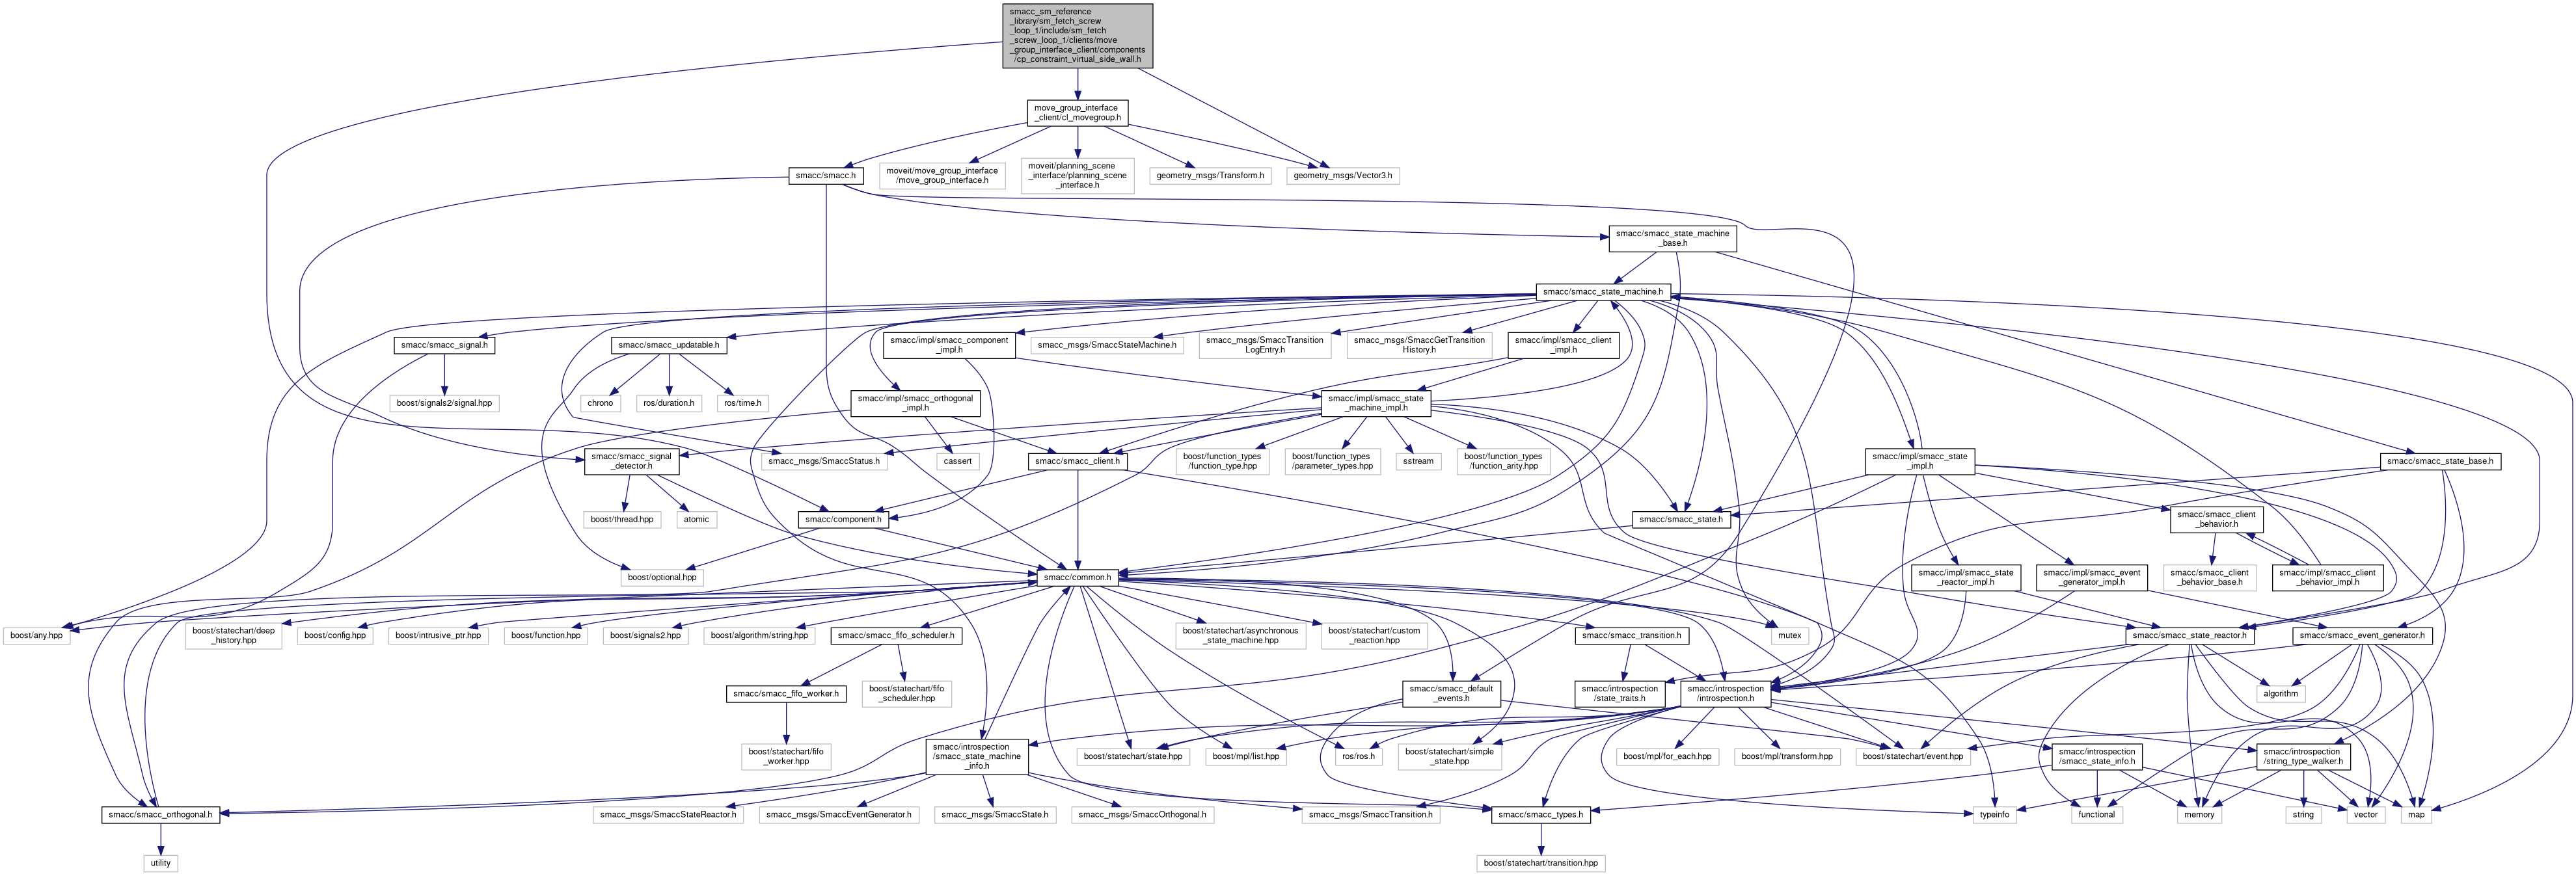 smacc_sm_reference
_library/sm_fetch_screw
_loop_1/include/sm_fetch
_screw_loop_1/clients/move
_group_interface_client/components
/cp_constraint_virtual_side_wall.h
move_group_interface
_client/cl_movegroup.h
smacc/smacc.h
moveit/move_group_interface
/move_group_interface.h
moveit/planning_scene
_interface/planning_scene
_interface.h
geometry_msgs/Transform.h
geometry_msgs/Vector3.h
smacc/smacc_state_machine
_base.h
smacc/smacc_state_machine.h
smacc/smacc_signal.h
smacc/smacc_updatable.h
smacc/impl/smacc_component
_impl.h
smacc_msgs/SmaccStateMachine.h
smacc_msgs/SmaccTransition
LogEntry.h
smacc_msgs/SmaccGetTransition
History.h
smacc/impl/smacc_client
_impl.h
boost/signals2/signal.hpp
chrono
ros/duration.h
ros/time.h
smacc/impl/smacc_orthogonal
_impl.h
smacc/impl/smacc_state
_machine_impl.h
smacc/smacc_signal
_detector.h
smacc_msgs/SmaccStatus.h
cassert
smacc/smacc_client.h
boost/function_types
/function_type.hpp
boost/function_types
/parameter_types.hpp
sstream
boost/function_types
/function_arity.hpp
smacc/impl/smacc_state
_impl.h
smacc/smacc_state_base.h
boost/thread.hpp
atomic
smacc/component.h
smacc/smacc_state.h
smacc/smacc_client
_behavior.h
boost/optional.hpp
smacc/common.h
smacc/impl/smacc_state
_reactor_impl.h
smacc/impl/smacc_event
_generator_impl.h
smacc/smacc_client
_behavior_base.h
smacc/impl/smacc_client
_behavior_impl.h
boost/any.hpp
boost/statechart/deep
_history.hpp
boost/config.hpp
boost/intrusive_ptr.hpp
boost/function.hpp
boost/signals2.hpp
boost/algorithm/string.hpp
smacc/smacc_fifo_scheduler.h
boost/statechart/asynchronous
_state_machine.hpp
boost/statechart/custom
_reaction.hpp
smacc/smacc_transition.h
mutex
smacc/smacc_state_reactor.h
smacc/smacc_event_generator.h
smacc/smacc_fifo_worker.h
boost/statechart/fifo
_scheduler.hpp
smacc/smacc_default
_events.h
smacc/introspection
/state_traits.h
smacc/introspection
/introspection.h
algorithm
boost/statechart/fifo
_worker.hpp
smacc/introspection
/smacc_state_machine
_info.h
boost/statechart/state.hpp
boost/mpl/list.hpp
ros/ros.h
boost/statechart/simple
_state.hpp
boost/mpl/for_each.hpp
boost/mpl/transform.hpp
boost/statechart/event.hpp
smacc/introspection
/smacc_state_info.h
smacc/introspection
/string_type_walker.h
smacc/smacc_orthogonal.h
smacc_msgs/SmaccStateReactor.h
smacc_msgs/SmaccEventGenerator.h
smacc_msgs/SmaccState.h
smacc_msgs/SmaccOrthogonal.h
smacc_msgs/SmaccTransition.h
smacc/smacc_types.h
typeinfo
functional
memory
string
vector
map
utility
boost/statechart/transition.hpp